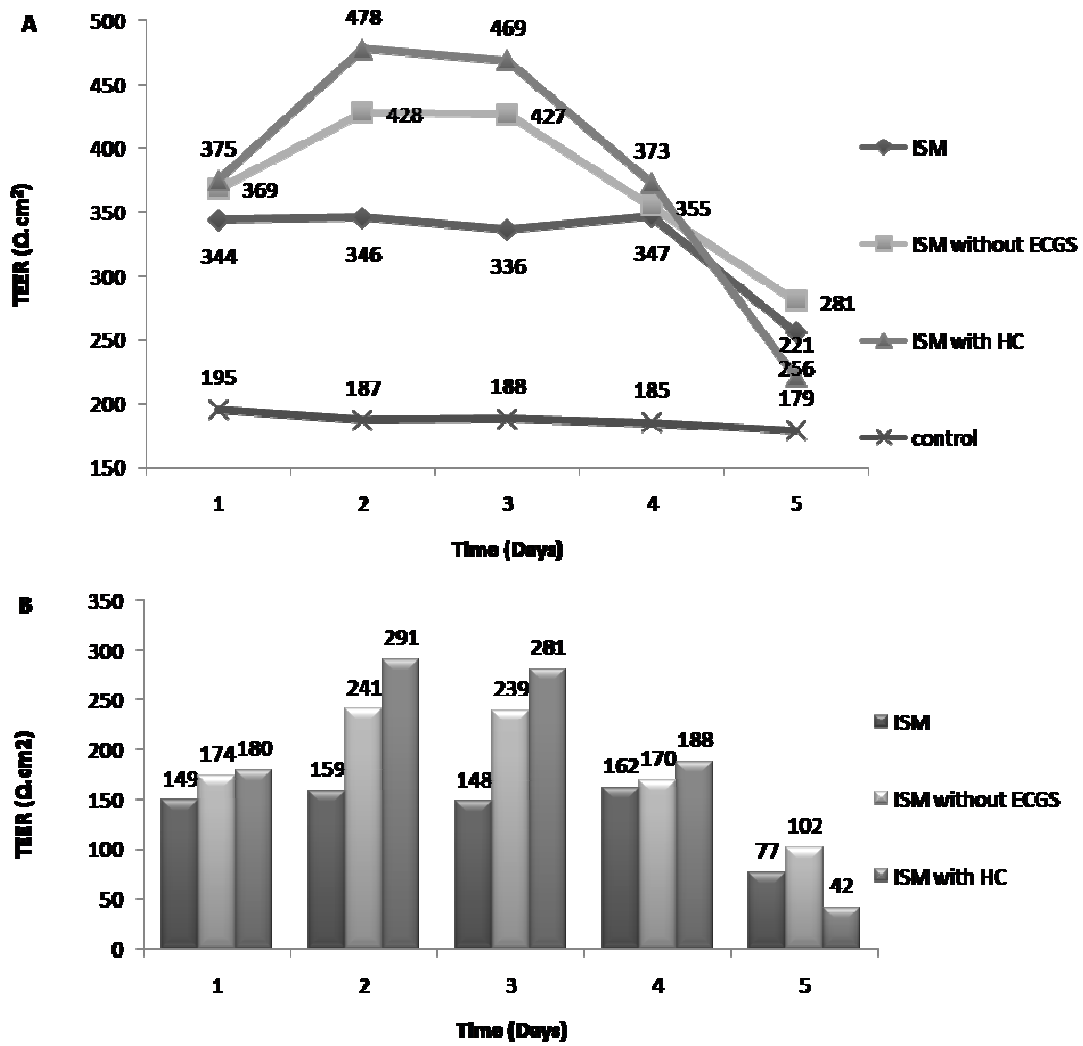 A
500
450
400
350
300
250
200
150
TEER (Ω.cm²)
478
469
375
428
427
373
369
355
344
346
336
347
281
221
256
195
187
188
185
179
1 2 3 4 5
Time (Days)
ISM
ISM without ECGS
ISM with HC
control
B
350
300
250
200
150
100
50
0
TEER (Ω.cm2)
149 174 180
159 241 291
148 239 281
162 170 188
77 102 42
1 2 3 4 5
Time (Days)
ISM
ISM without ECGS
ISM with HC